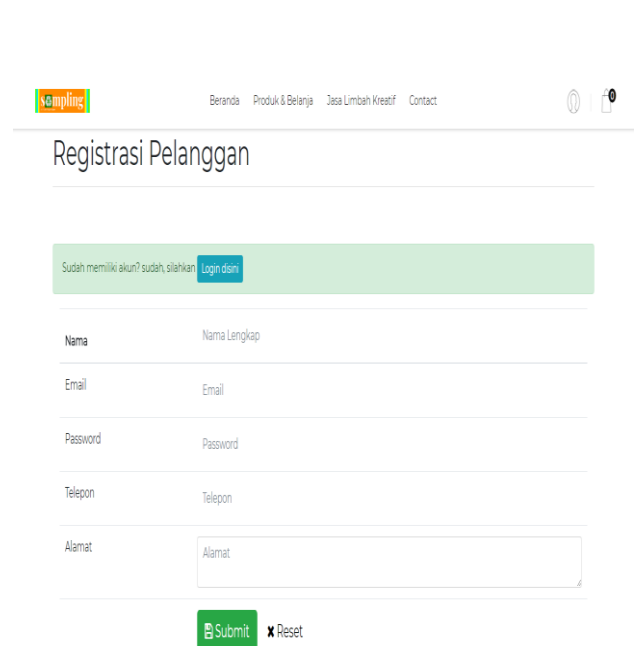 sampling
Beranda Produk & Belanja Jasa Limbah Kreatif Contact 0
Registrasi Pelanggan
Sudah memiliki akun? sudah, silahkan Login disini
Nama Nama Lengkap
Email Email
Password Password
Telepon Telepon
Alamat Alamat
Submit Reset